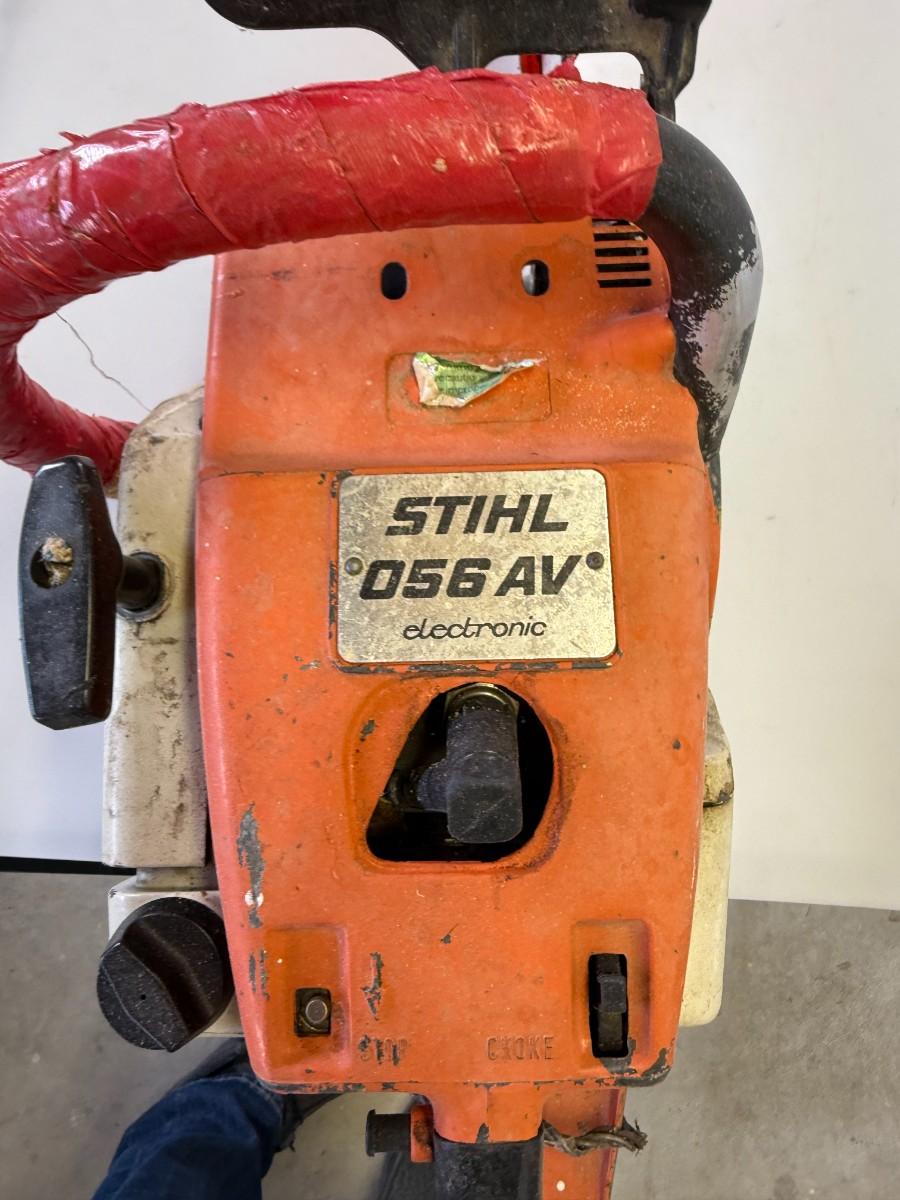 STIHL
056 AV
electronic
STOP CHOKE